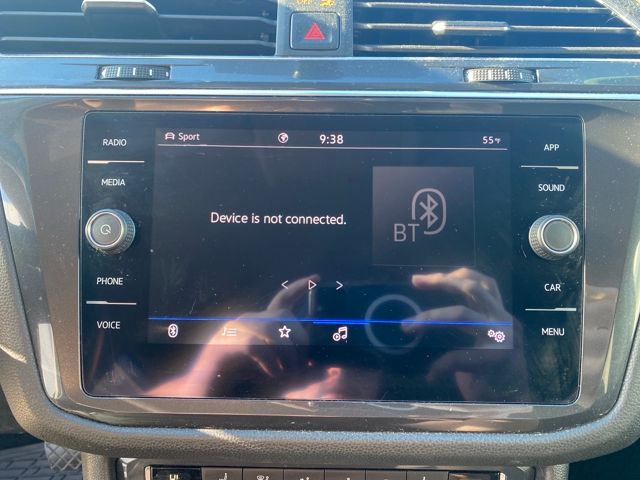 RADIO
MEDIA
PHONE
VOICE
Sport
9:38
55°F
Device is not connected.
BT
APP
SOUND
CAR
MENU